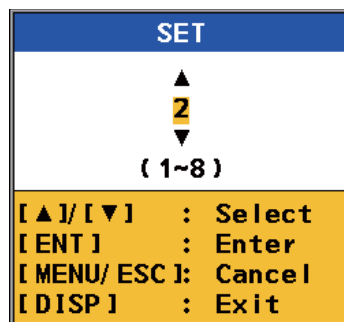 SET
▲
2
▼
(1~8)
[▲]/[▼] : Select
[ENT] : Enter
[MENU/ESC]: Cancel
[DISP] : Exit